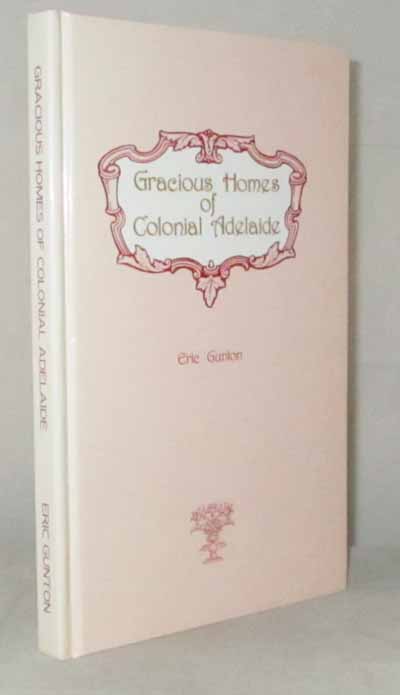 GRACIOUS HOMES OF COLONIAL ADELAIDE
ERIC GUNTON
Gracious Homes
of
Colonial Adelaide
Eric Gunton